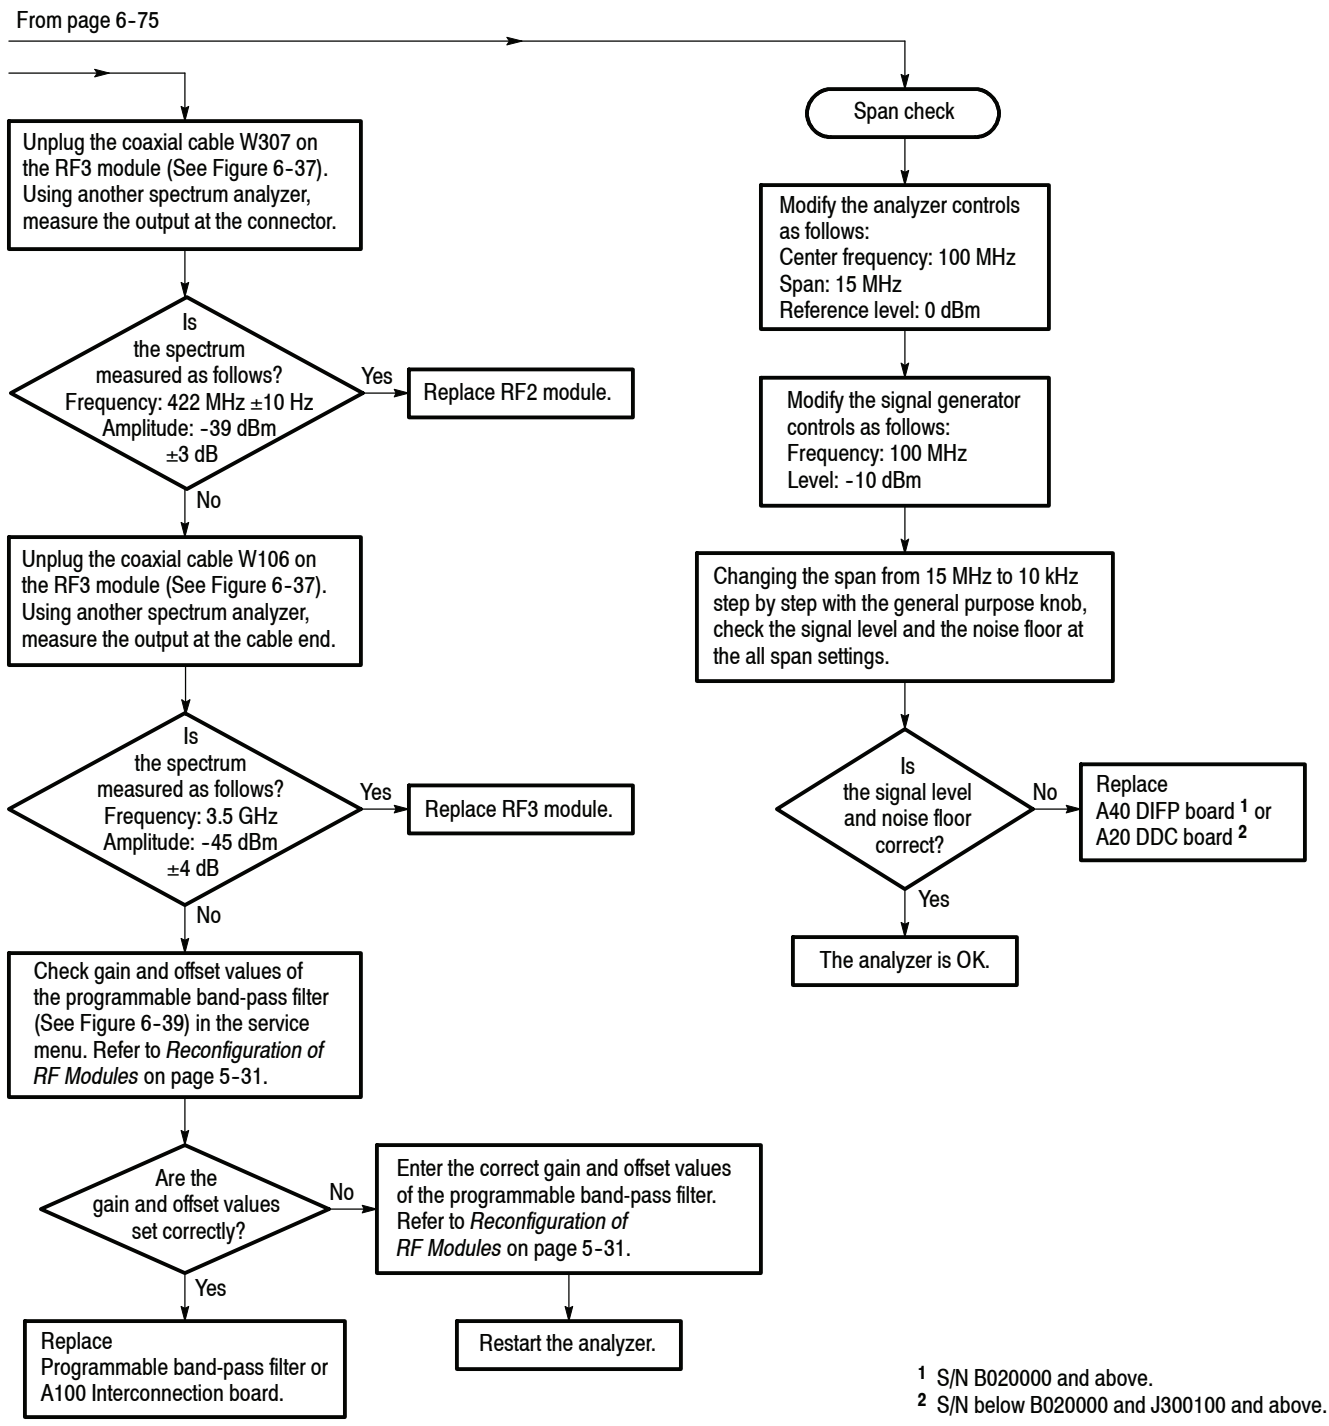 From page 6-75
Unplug the coaxial cable W307 on
the RF3 module (See Figure 6-37).
Using another spectrum analyzer,
measure the output at the connector.
Is
the spectrum
measured as follows?
Frequency: 422 MHz ±10 Hz
Amplitude: -39 dBm
±3 dB
Yes
Replace RF2 module.
No
Unplug the coaxial cable W106 on
the RF3 module (See Figure 6-37).
Using another spectrum analyzer,
measure the output at the cable end.
Is
the spectrum
measured as follows?
Frequency: 3.5 GHz
Amplitude: -45 dBm
±4 dB
Yes
Replace RF3 module.
No
Check gain and offset values of
the programmable band-pass filter
(See Figure 6-39) in the service
menu. Refer to Reconfiguration of
RF Modules on page 5-31.
Are the
gain and offset values
set correctly?
No
Enter the correct gain and offset values
of the programmable band-pass filter.
Refer to Reconfiguration of
RF Modules on page 5-31.
Restart the analyzer.
Yes
Replace
Programmable band-pass filter or
A100 Interconnection board.
Span check
Modify the analyzer controls
as follows:
Center frequency: 100 MHz
Span: 15 MHz
Reference level: 0 dBm
Modify the signal generator
controls as follows:
Frequency: 100 MHz
Level: -10 dBm
Changing the span from 15 MHz to 10 kHz
step by step with the general purpose knob,
check the signal level and the noise floor at
the all span settings.
Is
the signal level
and noise floor
correct?
No
Replace
A40 DIFP board 1 or
A20 DDC board 2
Yes
The analyzer is OK.
1 S/N B020000 and above.
2 S/N below B020000 and J300100 and above.